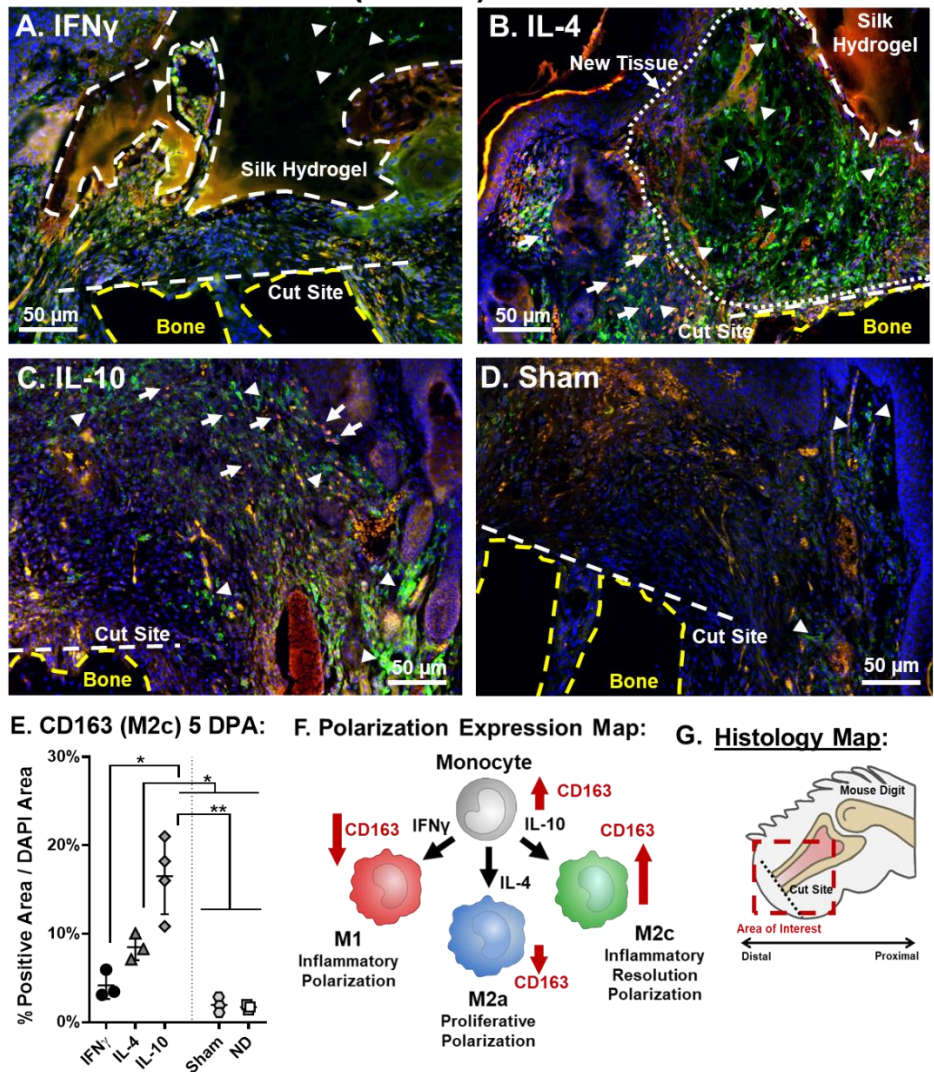 A. IFNγ
Silk Hydrogel
Cut Site
Bone
50 µm
B. IL-4
Silk
Hydrogel
New Tissue
Cut Site
Bone
50 µm
C. IL-10
Cut Site
Bone
50 µm
D. Sham
Cut Site
Bone
50 µm
E. CD163 (M2c) 5 DPA:
% Positive Area / DAPI Area
30%
20%
10%
0%
*
*
**
IFNγ
IL-4
IL-10
Sham
ND
F. Polarization Expression Map:
Monocyte
CD163
IFNγ
IL-10
CD163
CD163
IL-4
M1
Inflammatory
Polarization
CD163
M2a
Proliferative
Polarization
M2c
Inflammatory
Resolution
Polarization
G. Histology Map:
Mouse Digit
Cut Site
Area of Interest
Distal
Proximal